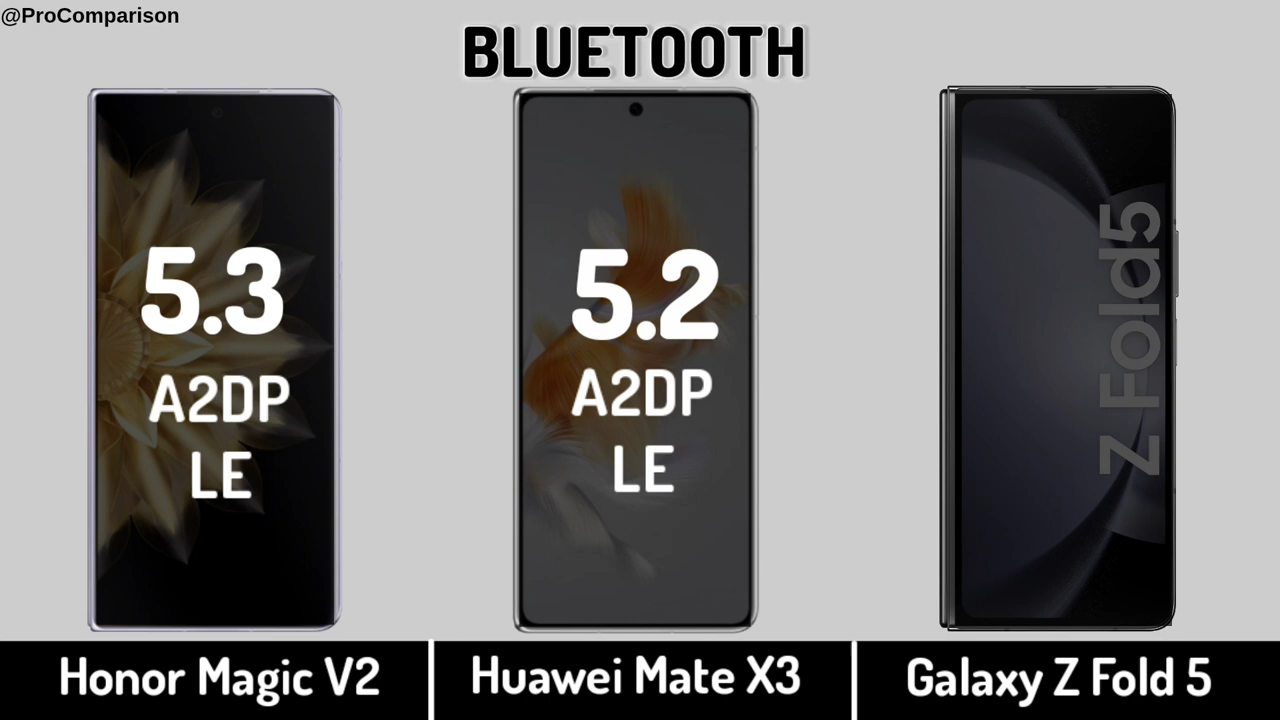 @ProComparison
BLUETOOTH
5.3
A2DP
LE
5.2
A2DP
LE
Z Fold5
Honor Magic V2
Huawei Mate X3
Galaxy Z Fold 5